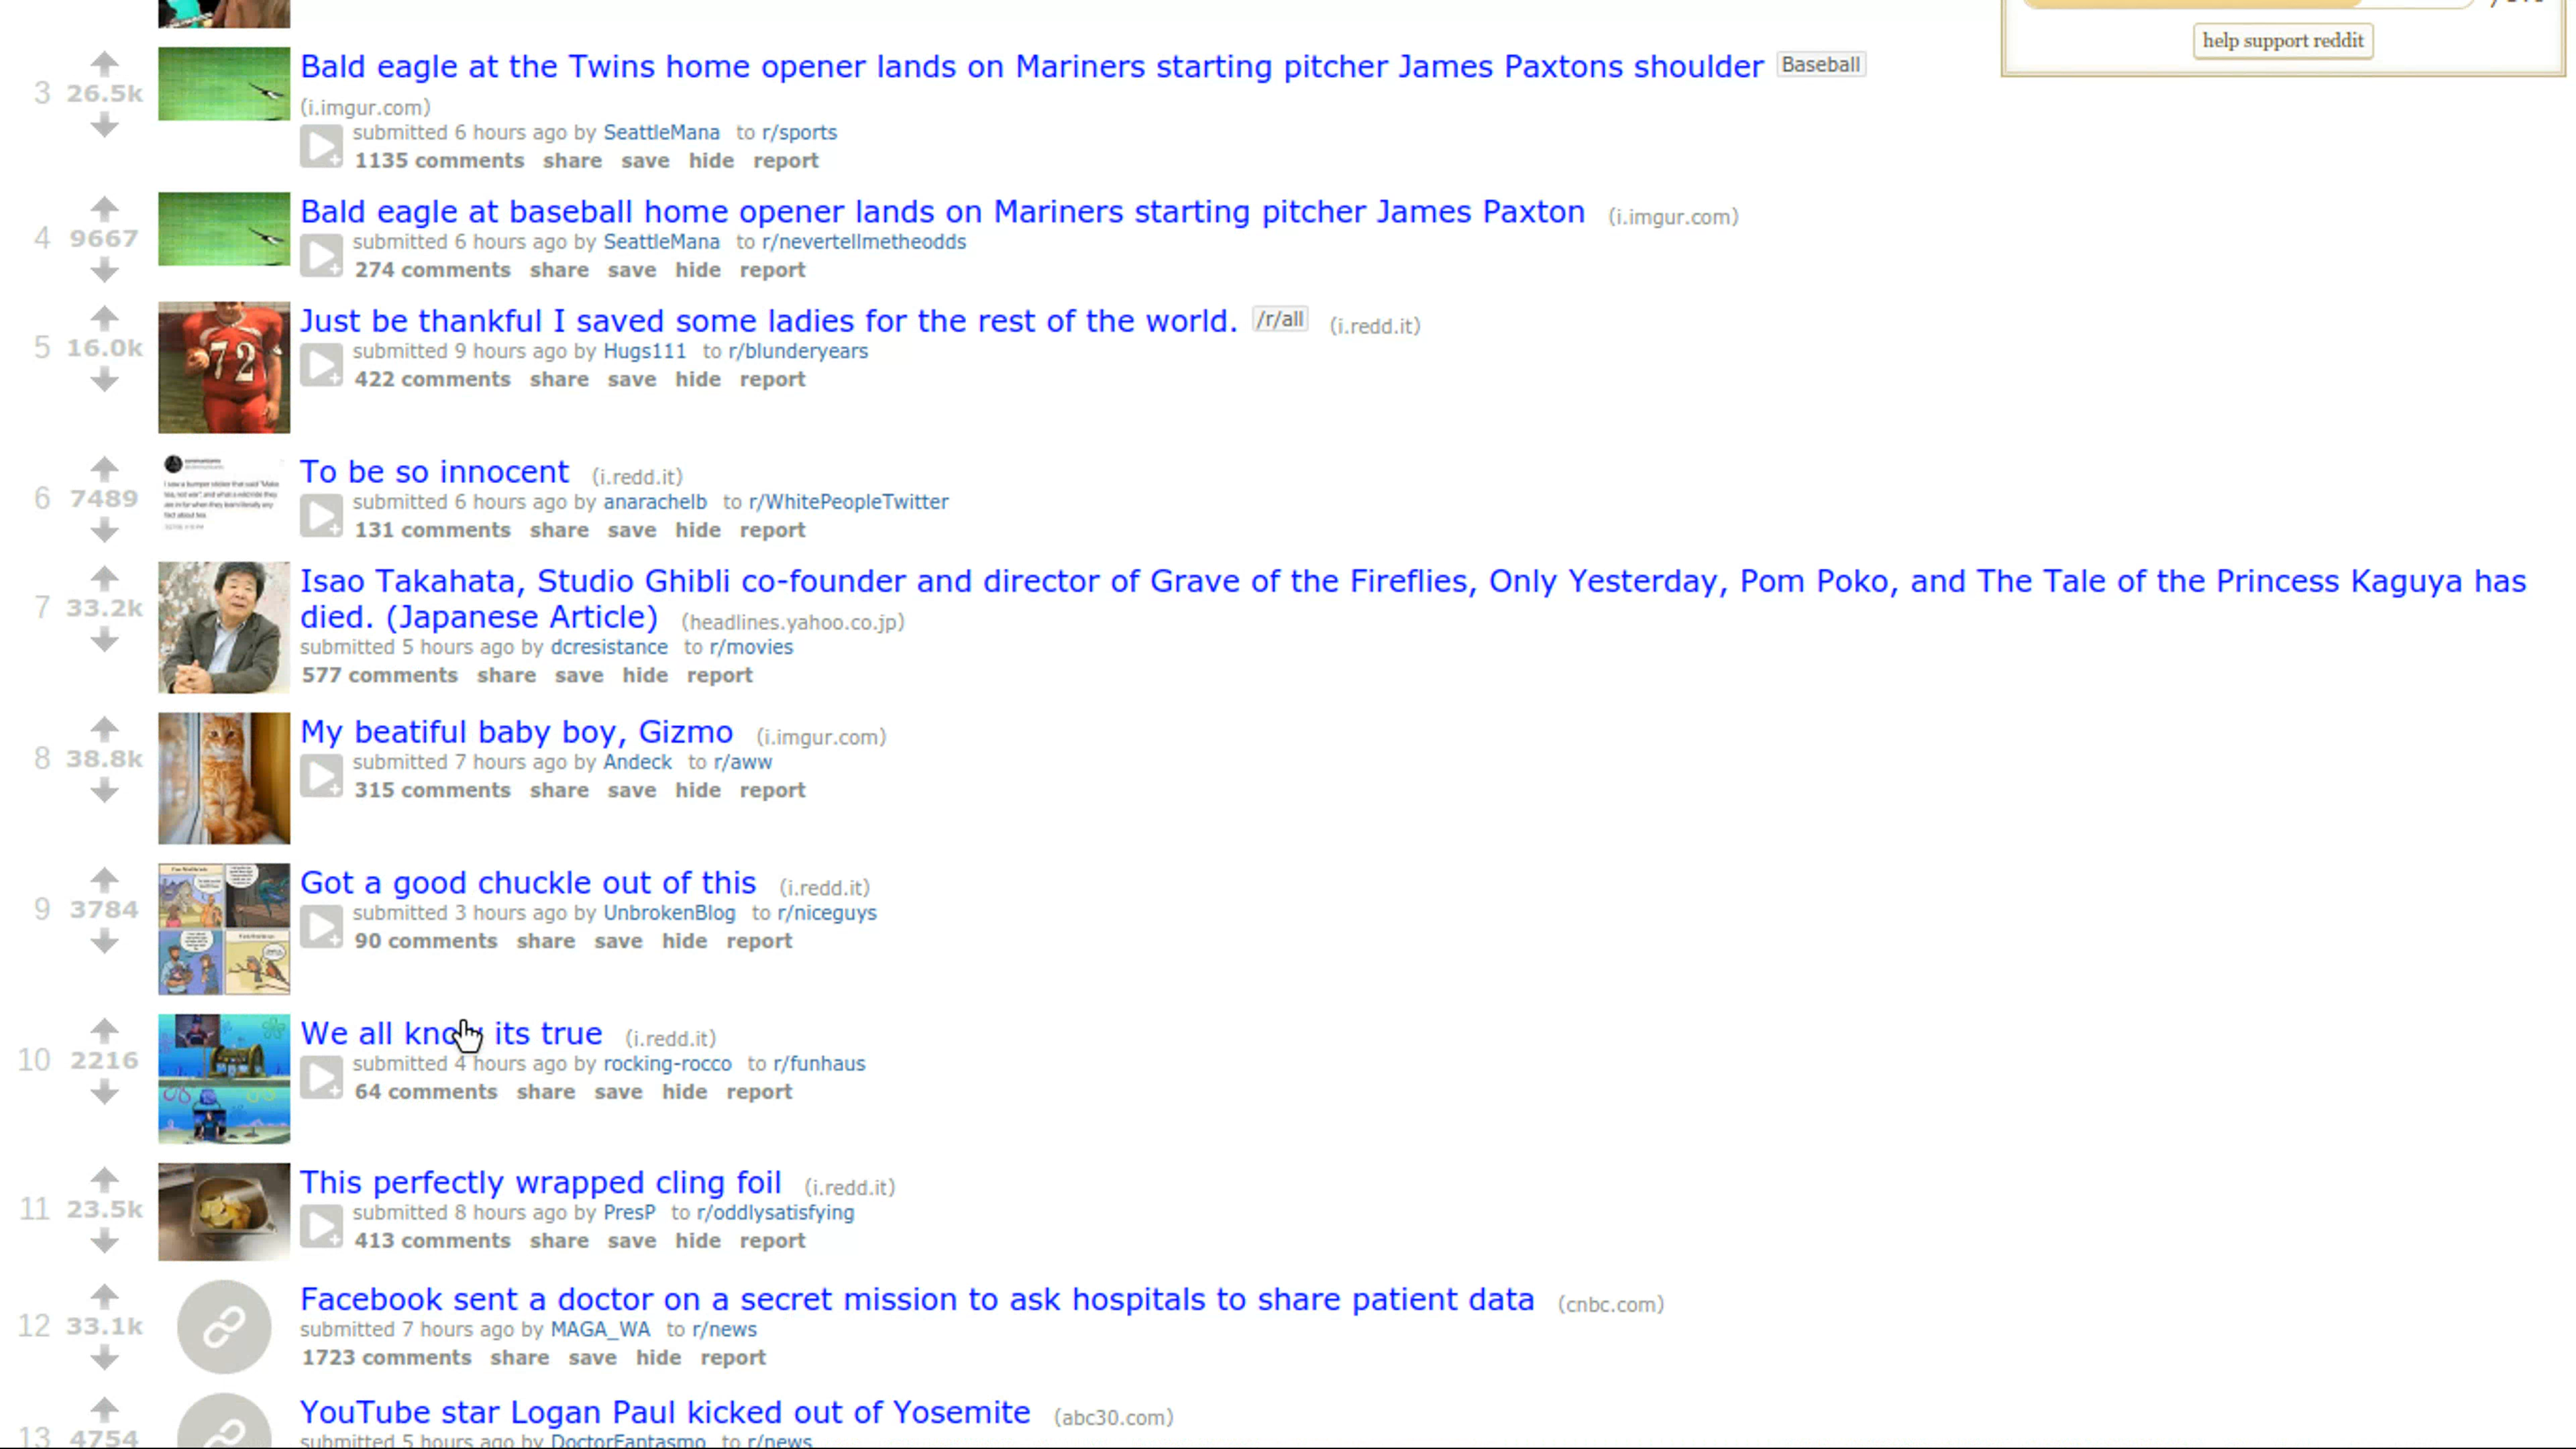 help support reddit
3 26.5k
Bald eagle at the Twins home opener lands on Mariners starting pitcher James Paxtons shoulder Baseball
(i.imgur.com)
submitted 6 hours ago by SeattleMana to r/sports
1135 comments share save hide report
4 9667
Bald eagle at baseball home opener lands on Mariners starting pitcher James Paxton (i.imgur.com)
submitted 6 hours ago by SeattleMana to r/nevertellmetheodds
274 comments share save hide report
5 16.0k
72
Just be thankful I saved some ladies for the rest of the world. /r/all (i.redd.it)
submitted 9 hours ago by Hugs111 to r/blunderyears
422 comments share save hide report
6 7489
To be so innocent (i.redd.it)
submitted 6 hours ago by anarachelb to r/WhitePeopleTwitter
131 comments share save hide report
7 33.2k
Isao Takahata, Studio Ghibli co-founder and director of Grave of the Fireflies, Only Yesterday, Pom Poko, and The Tale of the Princess Kaguya has
died. (Japanese Article) (headlines.yahoo.co.jp)
submitted 5 hours ago by dcresistance to r/movies
577 comments share save hide report
8 38.8k
My beatiful baby boy, Gizmo (i.imgur.com)
submitted 7 hours ago by Andeck to r/aww
315 comments share save hide report
9 3784
Got a good chuckle out of this (i.redd.it)
submitted 3 hours ago by UnbrokenBlog to r/niceguys
90 comments share save hide report
10 2216
We all know its true (i.redd.it)
submitted 4 hours ago by rocking-rocco to r/funhaus
64 comments share save hide report
11 23.5k
This perfectly wrapped cling foil (i.redd.it)
submitted 8 hours ago by PresP to r/oddlysatisfying
413 comments share save hide report
12 33.1k
Facebook sent a doctor on a secret mission to ask hospitals to share patient data (cnbc.com)
submitted 7 hours ago by MAGA_WA to r/news
1723 comments share save hide report
13 4754
YouTube star Logan Paul kicked out of Yosemite (abc30.com)
submitted 5 hours ago by DoctorFantasmo to r/news